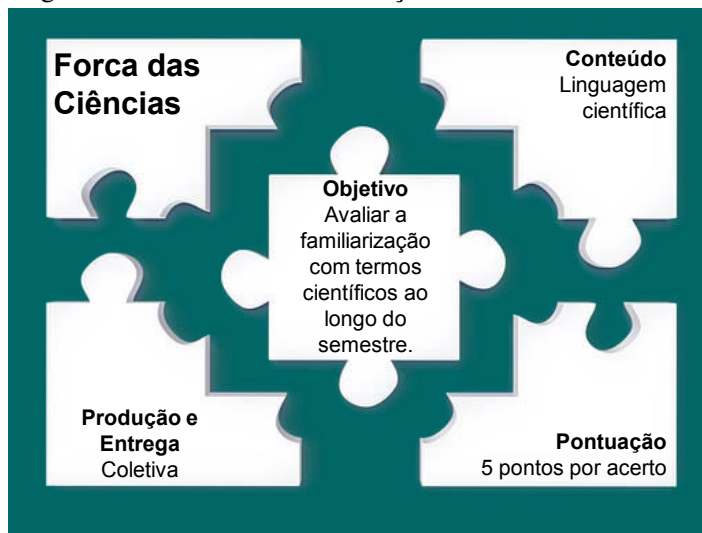 Forca das
Ciências
Conteúdo
Linguagem
científica
Objetivo
Avaliar a
familiarização
com termos
científicos ao
longo do
semestre.
Produção e
Entrega
Coletiva
Pontuação
5 pontos por acerto